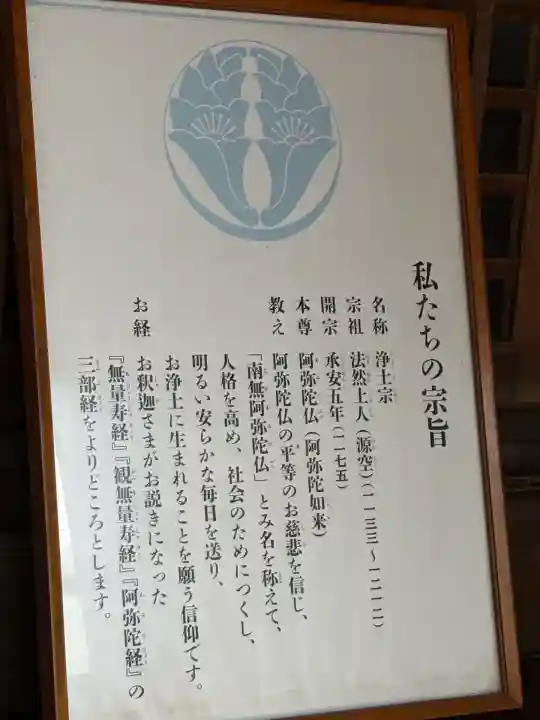 私たちの宗旨
名称 浄土宗
宗祖 法然上人（源空）（一一三三〜一二一二）
開宗 承安五年（一一七五）
本尊 阿弥陀仏（阿弥陀如来）
教え 阿弥陀仏の平等のお慈悲を信じ、
「南無阿弥陀仏」とみ名を称えて、
人格を高め、社会のためにつくし、
明るい安らかな毎日を送り、
お浄土に生まれることを願う信仰です。
お経 お釈迦さまがお説きになった
『無量寿経』『観無量寿経』『阿弥陀経』の
三部経をよりどころとします。